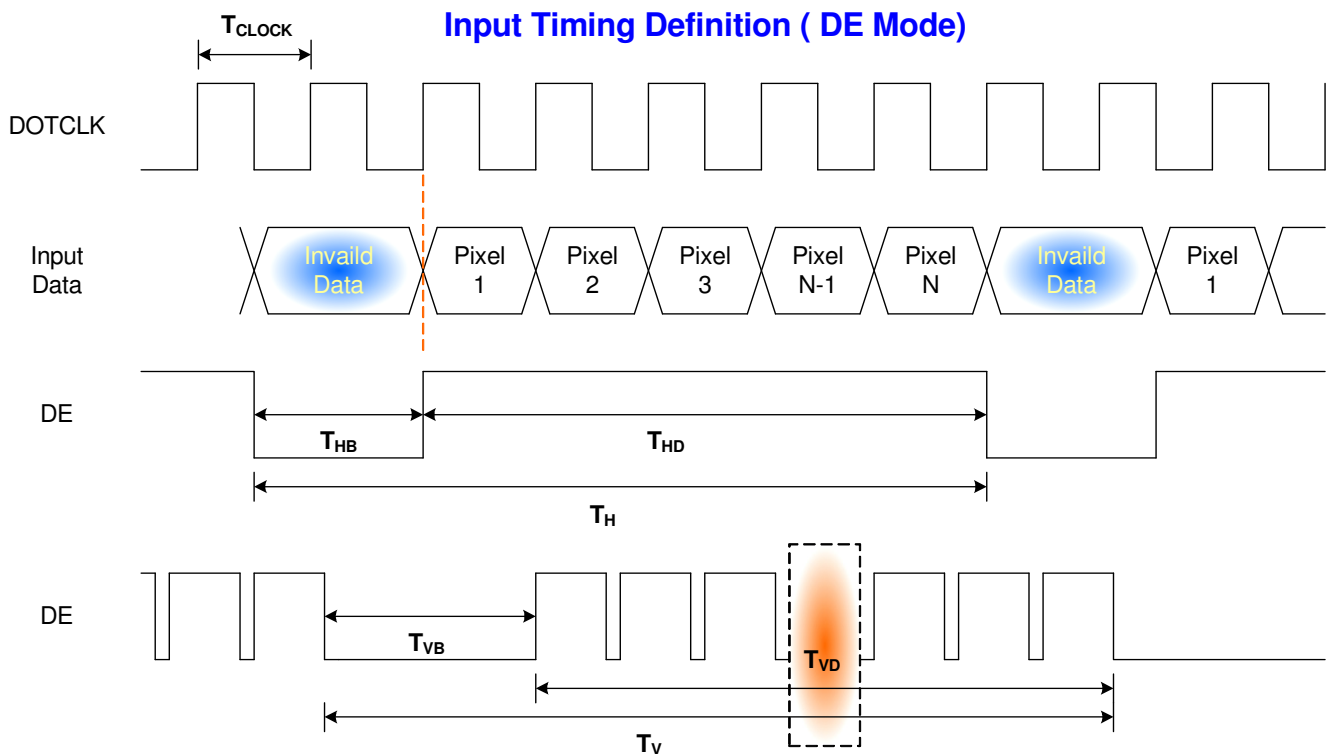 Input Timing Definition ( DE Mode)
TCLOCK
DOTCLK
Input
Data
Invaild
Data
Pixel
1
Pixel
2
Pixel
3
Pixel
N-1
Pixel
N
Invaild
Data
Pixel
1
DE
THB
THD
TH
DE
TVB
TVD
TV